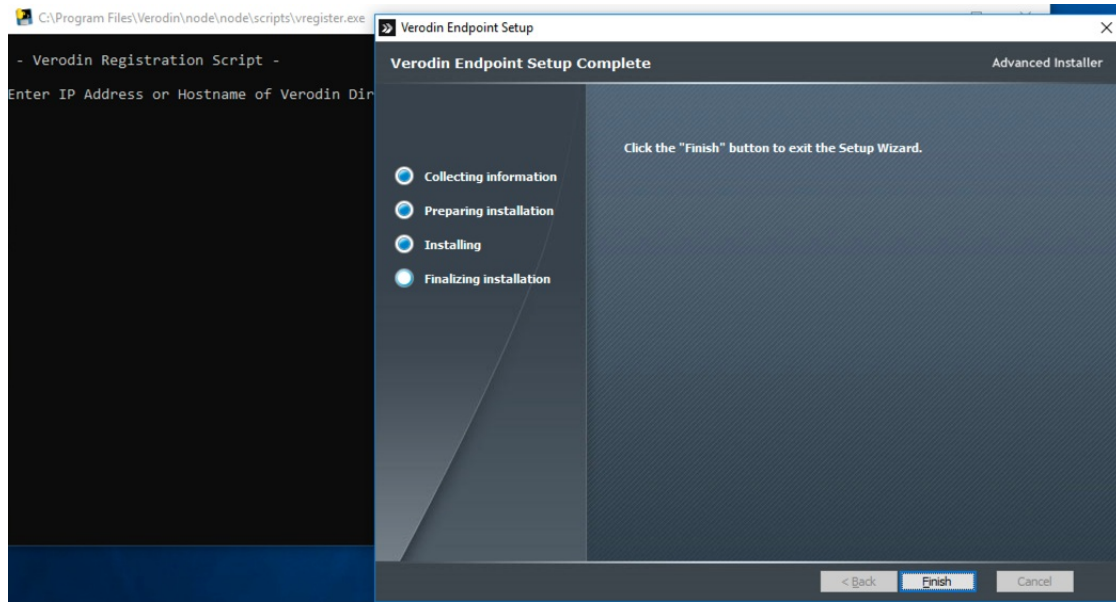 C:\Program Files\Verodin\node\node\scripts\vregister.exe
- Verodin Registration Script -
Enter IP Address or Hostname of Verodin Dir
Verodin Endpoint Setup
Verodin Endpoint Setup Complete
Advanced Installer
Click the "Finish" button to exit the Setup Wizard.
Collecting information
Preparing installation
Installing
Finalizing installation
< Back
Finish
Cancel